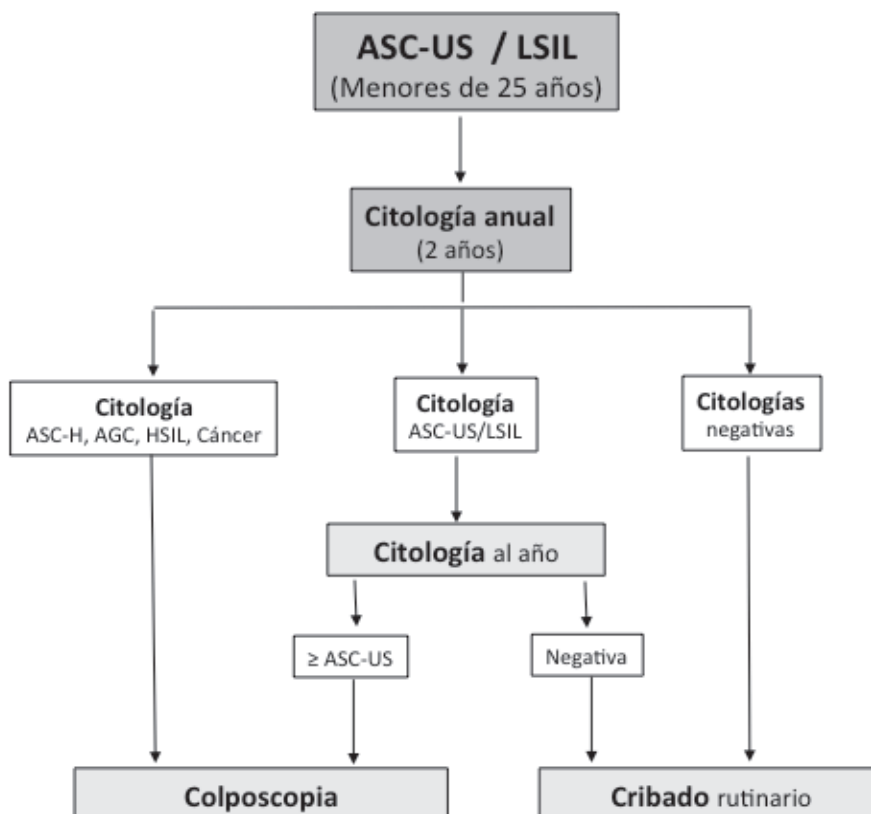 ASC-US / LSIL
(Menores de 25 años)
Citología anual
(2 años)
Citología
ASC-H, AGC, HSIL, Cáncer
Citología
ASC-US/LSIL
Citologías
negativas
Citología al año
≥ ASC-US
Negativa
Colposcopia
Cribado rutinario